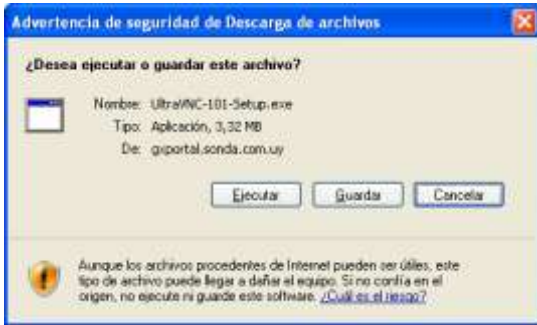 Advertencia de seguridad de Descarga de archivos
¿Desea ejecutar o guardar este archivo?
Nombre: UltraVNC-101-Setup.exe
Tipo: Aplicación, 3,32 MB
De: gxportal.sonda.com.uy
Ejecutar Guardar Cancelar
Aunque los archivos procedentes de Internet pueden ser útiles, este
tipo de archivo puede llegar a dañar el equipo. Si no confía en el
origen, no ejecute ni guarde este software. ¿Cuál es el riesgo?